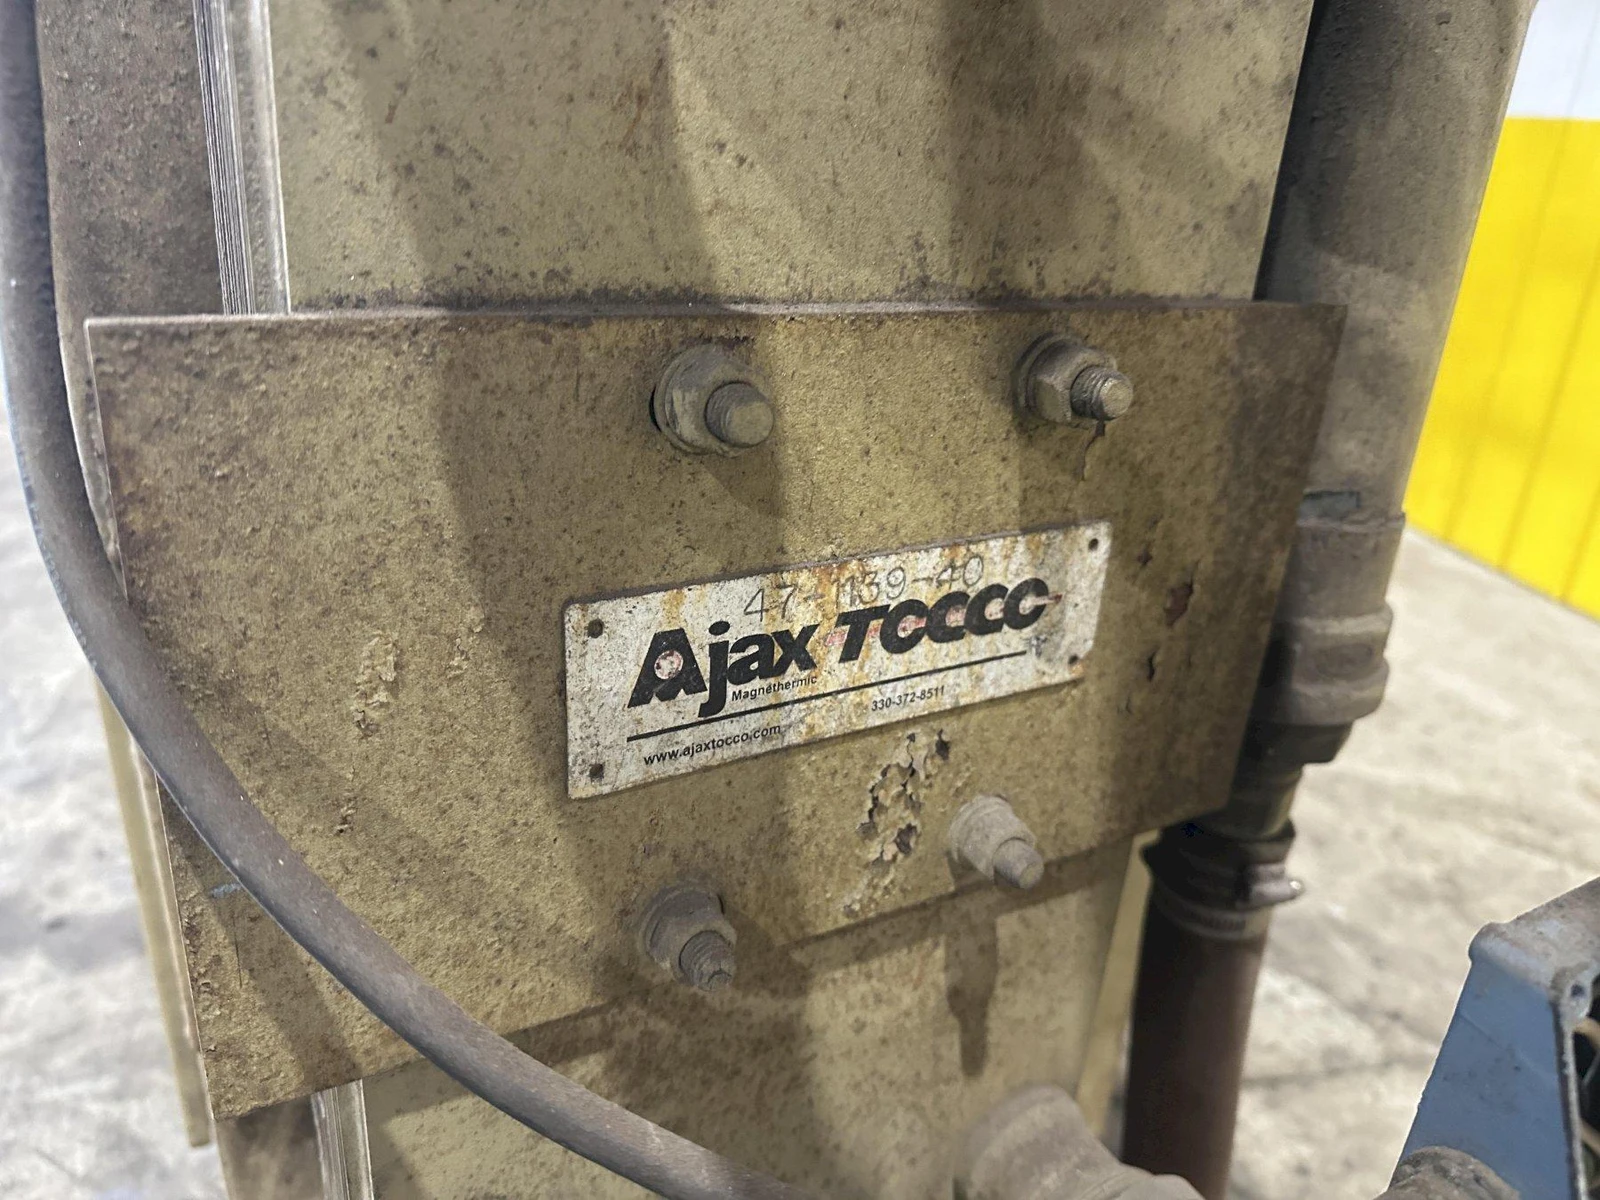 47-1139-40
Ajax TOCCO
Magnethermic
330-372-8511
www.ajaxtocco.com